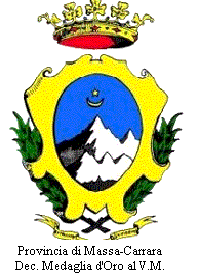 Provincia di Massa-Carrara
Dec. Medaglia d'Oro al V.M.